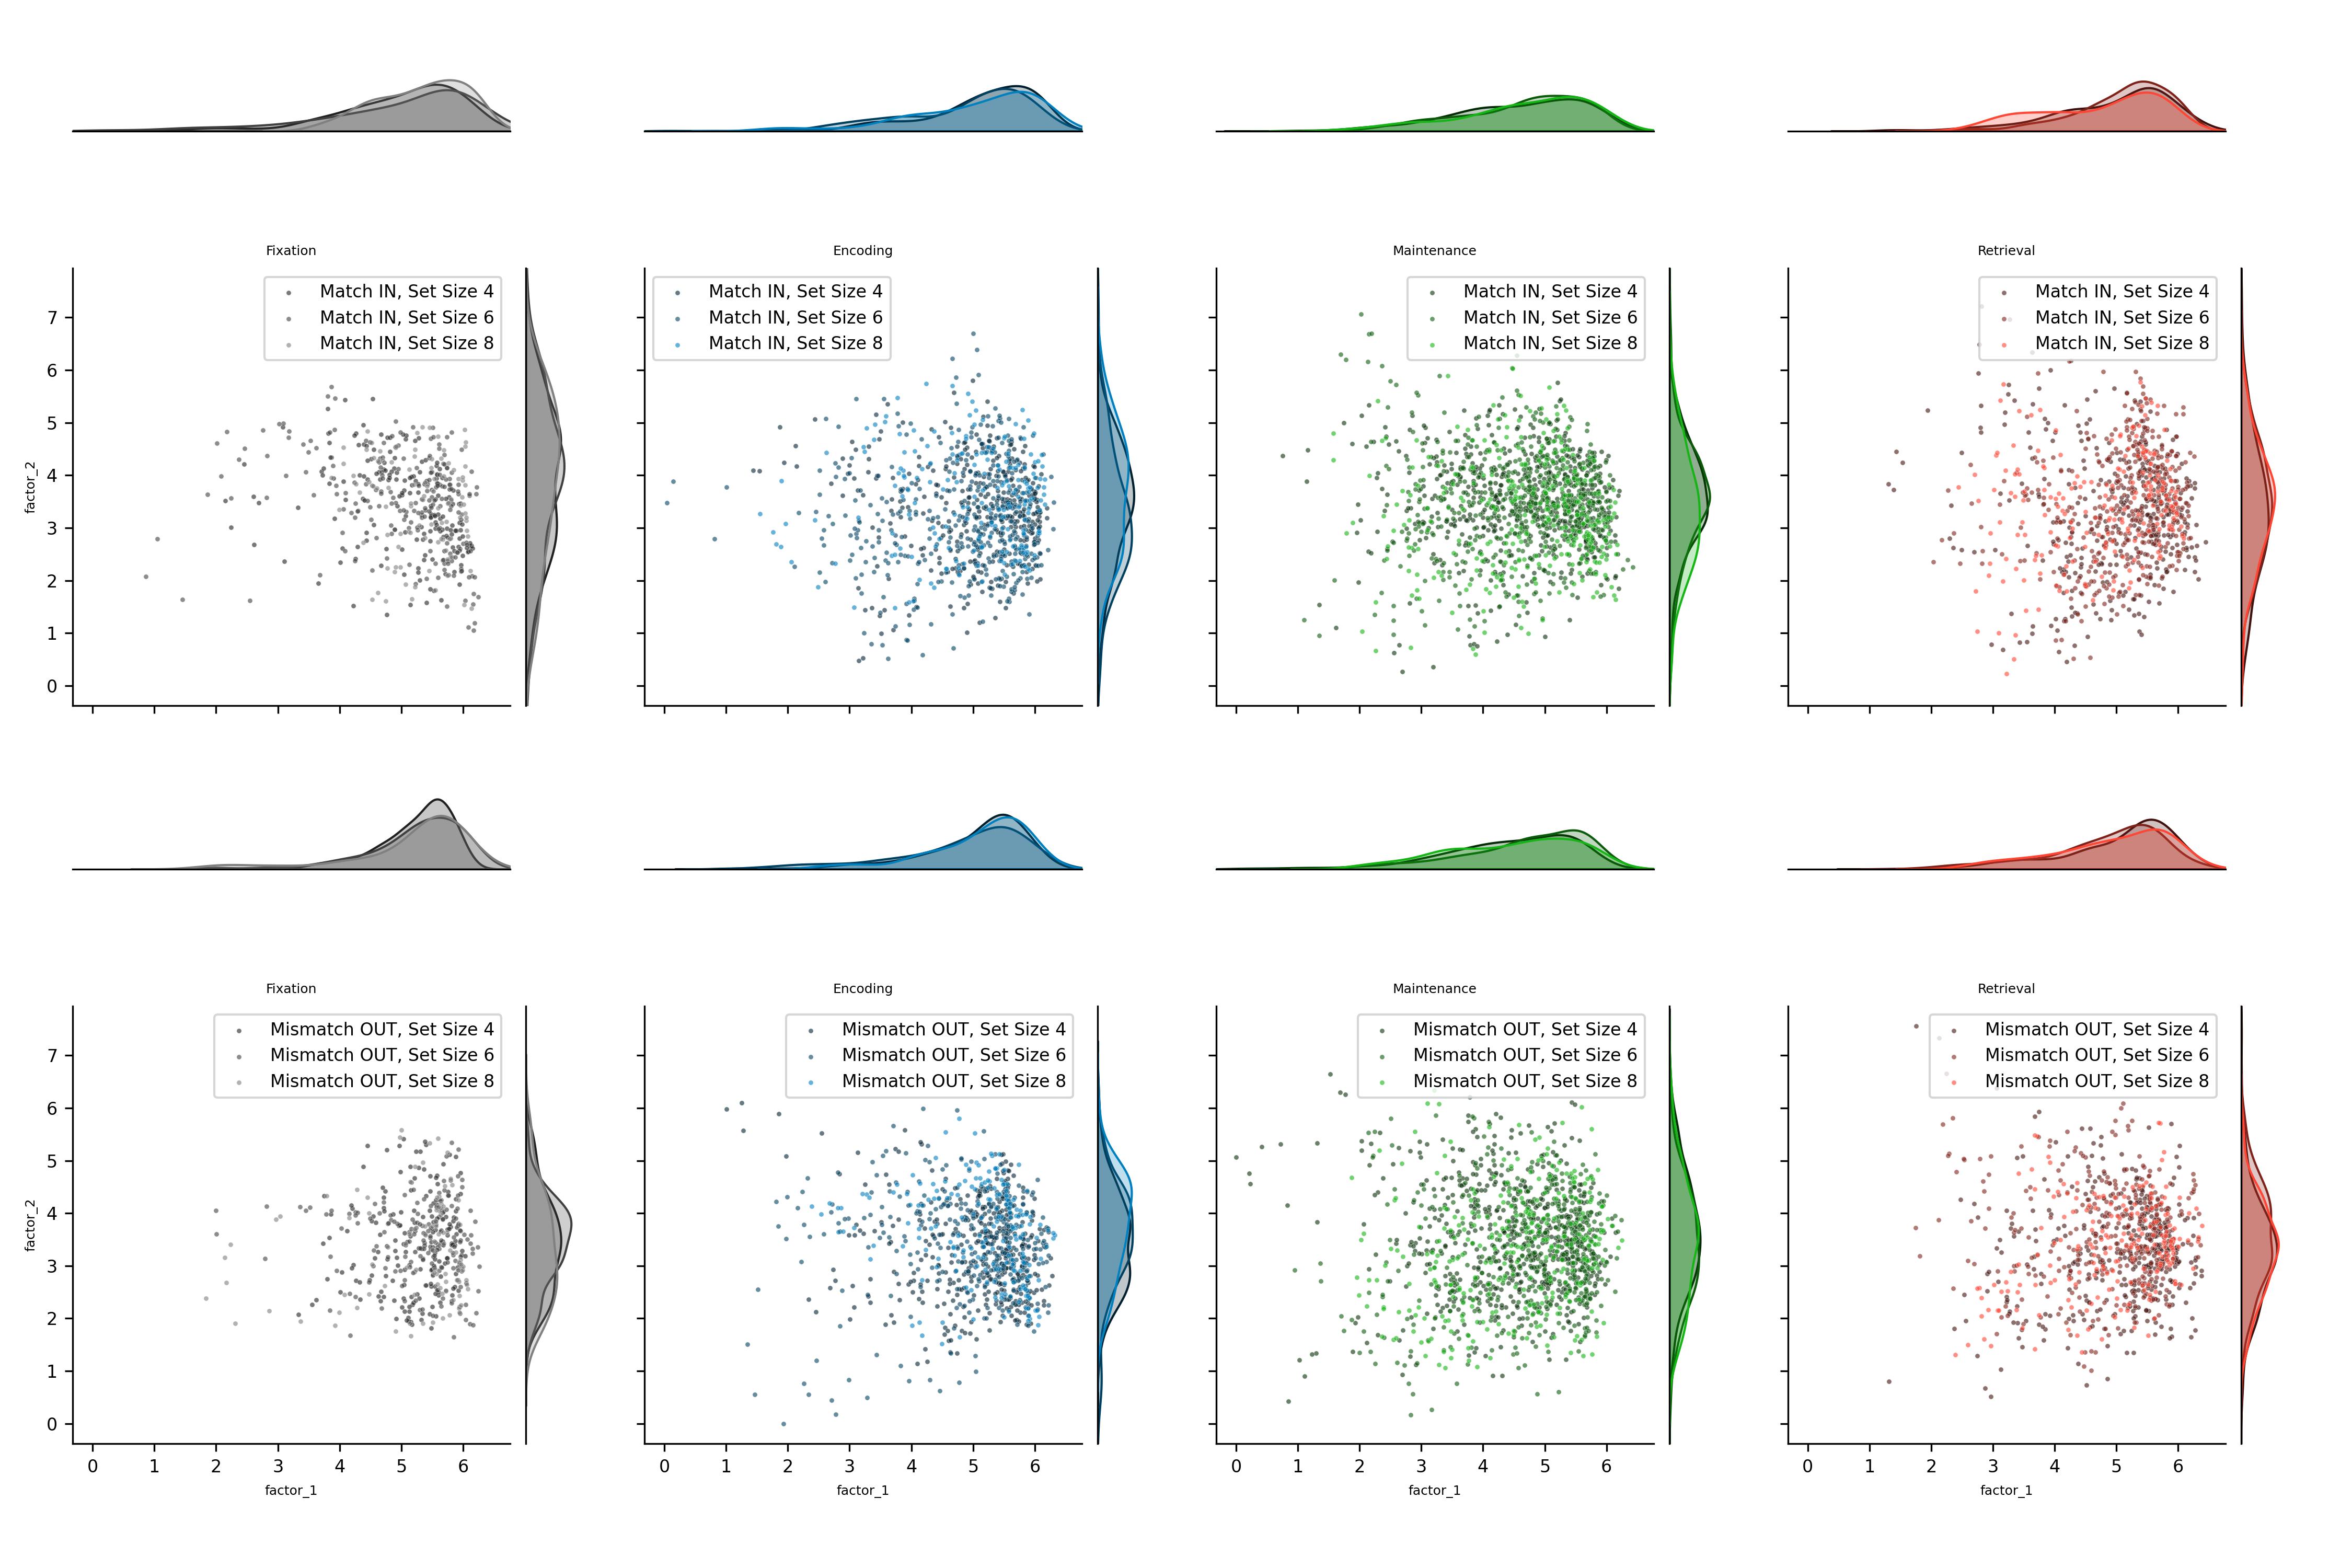 Fixation
Match IN, Set Size 4
Match IN, Set Size 6
Match IN, Set Size 8
7
6
5
4
3
2
1
0
factor_2
Encoding
Match IN, Set Size 4
Match IN, Set Size 6
Match IN, Set Size 8
Maintenance
Match IN, Set Size 4
Match IN, Set Size 6
Match IN, Set Size 8
Retrieval
Match IN, Set Size 4
Match IN, Set Size 6
Match IN, Set Size 8
Fixation
Mismatch OUT, Set Size 4
Mismatch OUT, Set Size 6
Mismatch OUT, Set Size 8
7
6
5
4
3
2
1
0
factor_2
0 1 2 3 4 5 6
factor_1
Encoding
Mismatch OUT, Set Size 4
Mismatch OUT, Set Size 6
Mismatch OUT, Set Size 8
0 1 2 3 4 5 6
factor_1
Maintenance
Mismatch OUT, Set Size 4
Mismatch OUT, Set Size 6
Mismatch OUT, Set Size 8
0 1 2 3 4 5 6
factor_1
Retrieval
Mismatch OUT, Set Size 4
Mismatch OUT, Set Size 6
Mismatch OUT, Set Size 8
0 1 2 3 4 5 6
factor_1